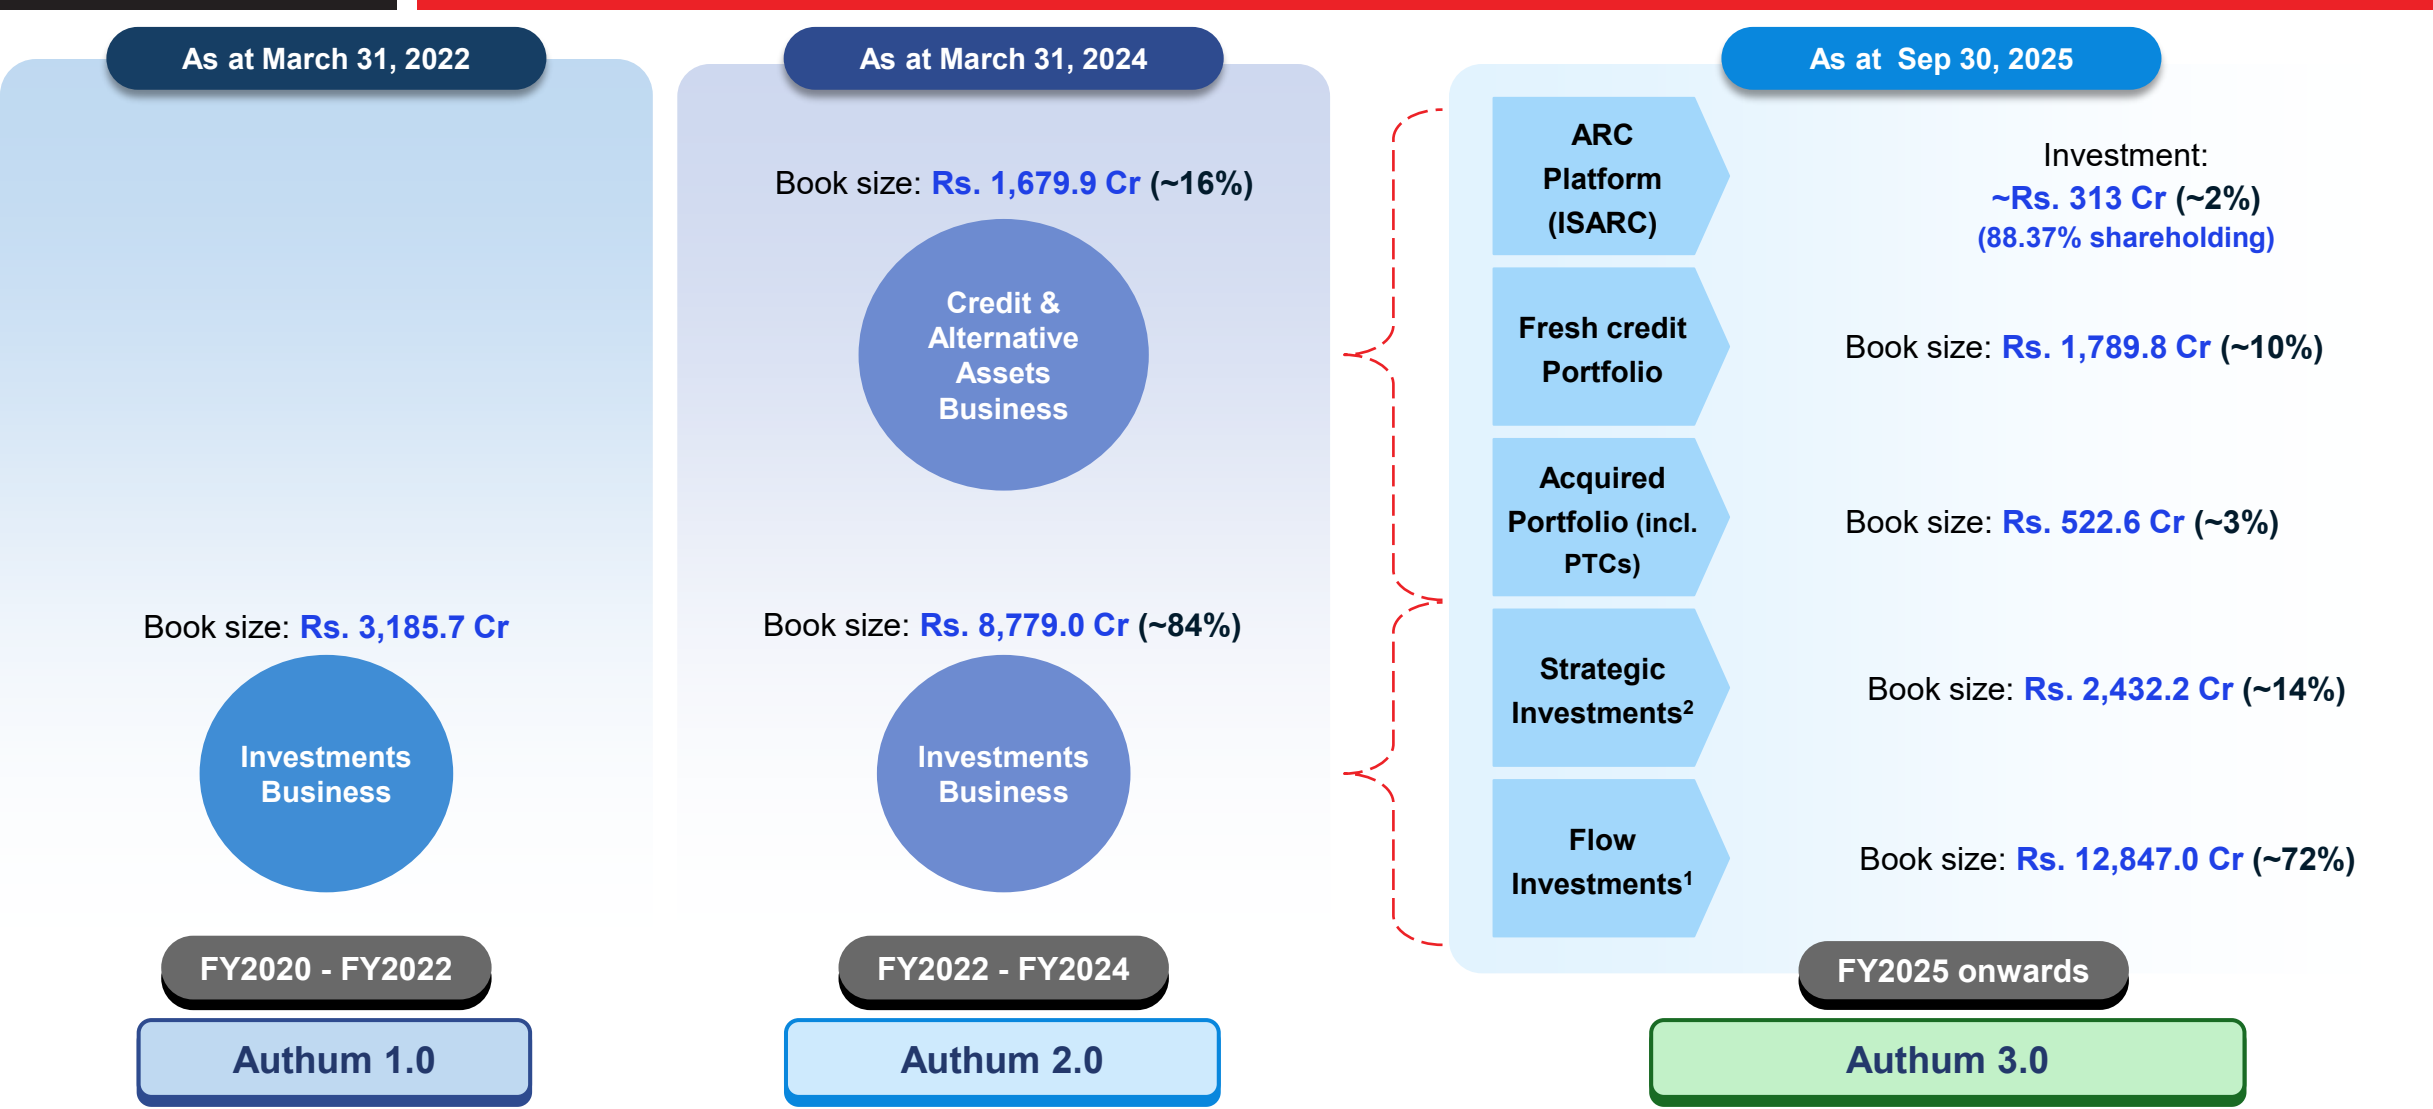 As at March 31, 2022
Book size: Rs. 3,185.7 Cr
Investments
Business
FY2020 - FY2022
Authum 1.0
As at March 31, 2024
Book size: Rs. 1,679.9 Cr (~16%)
Credit &
Alternative
Assets
Business
Book size: Rs. 8,779.0 Cr (~84%)
Investments
Business
FY2022 - FY2024
Authum 2.0
As at Sep 30, 2025
ARC
Platform
(ISARC)
Investment:
~Rs. 313 Cr (~2%)
(88.37% shareholding)
Fresh credit
Portfolio
Book size: Rs. 1,789.8 Cr (~10%)
Acquired
Portfolio (incl.
PTCs)
Book size: Rs. 522.6 Cr (~3%)
Strategic
Investments²
Book size: Rs. 2,432.2 Cr (~14%)
Flow
Investments¹
Book size: Rs. 12,847.0 Cr (~72%)
FY2025 onwards
Authum 3.0